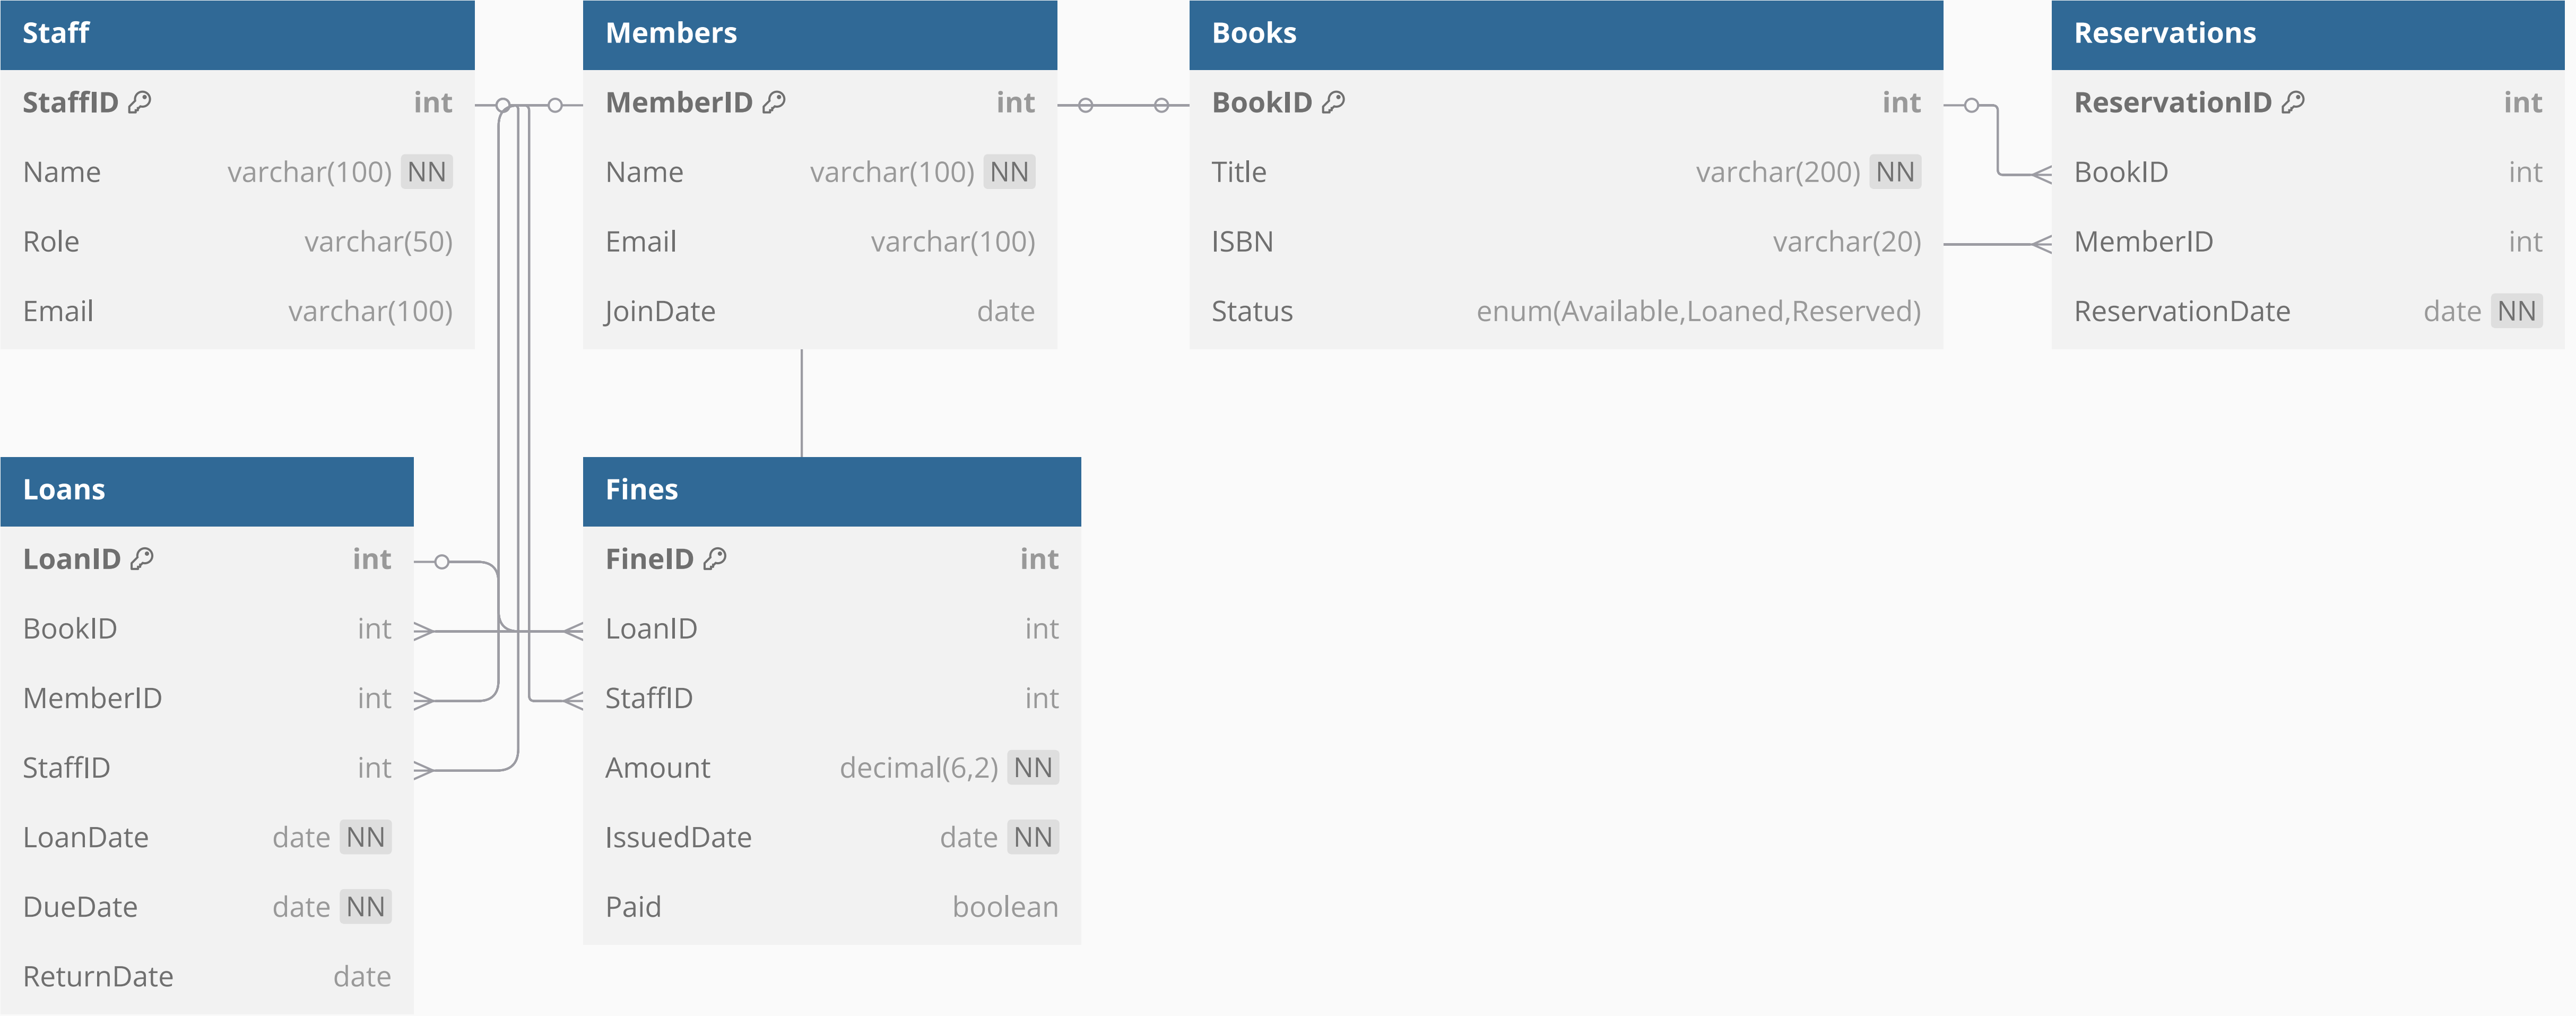 Staff
StaffID int
Name varchar(100) NN
Role varchar(50)
Email varchar(100)
Members
MemberID int
Name varchar(100) NN
Email varchar(100)
JoinDate date
Books
BookID int
Title varchar(200) NN
ISBN varchar(20)
Status enum(Available,Loaned,Reserved)
Reservations
ReservationID int
BookID int
MemberID int
ReservationDate date NN
Loans
LoanID int
BookID int
MemberID int
StaffID int
LoanDate date NN
DueDate date NN
ReturnDate date
Fines
FineID int
LoanID int
StaffID int
Amount decimal(6,2) NN
IssuedDate date NN
Paid boolean